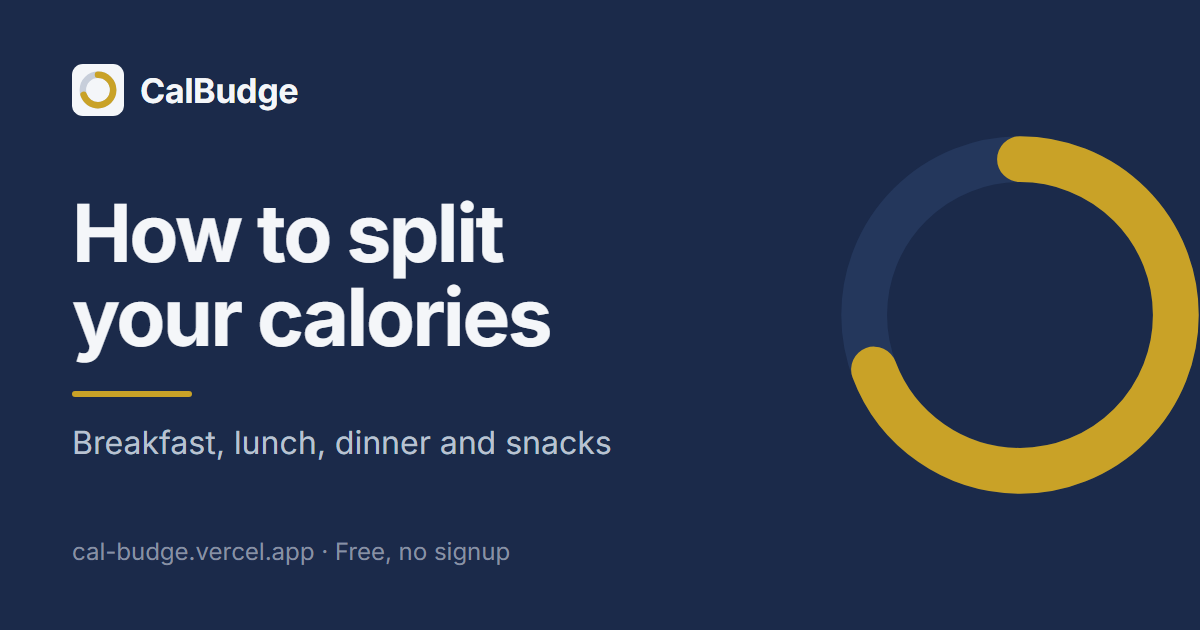 CalBudge
How to split
your calories
Breakfast, lunch, dinner and snacks
cal-budge.vercel.app · Free, no signup